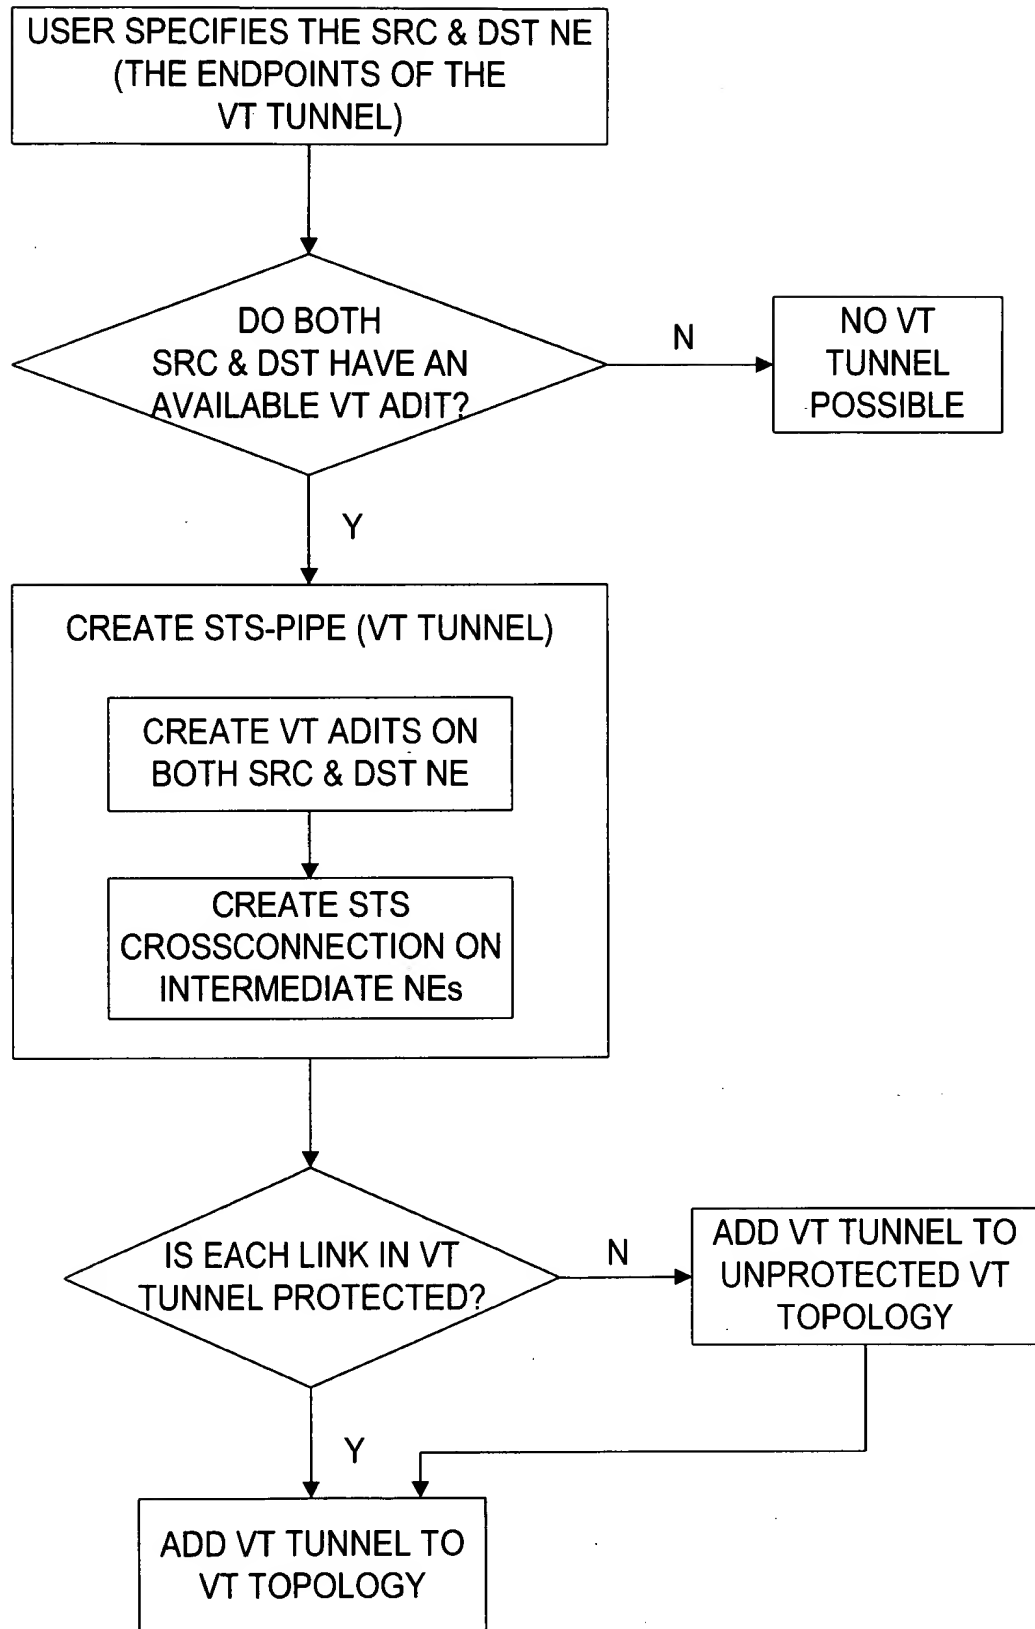 USER SPECIFIES THE SRC & DST NE
(THE ENDPOINTS OF THE
VT TUNNEL)
DO BOTH
SRC & DST HAVE AN
AVAILABLE VT ADIT?
N
NO VT
TUNNEL
POSSIBLE
Y
CREATE STS-PIPE (VT TUNNEL)
CREATE VT ADITS ON
BOTH SRC & DST NE
CREATE STS
CROSSCONNECTION ON
INTERMEDIATE NEs
IS EACH LINK IN VT
TUNNEL PROTECTED?
N
ADD VT TUNNEL TO
UNPROTECTED VT
TOPOLOGY
Y
ADD VT TUNNEL TO
VT TOPOLOGY